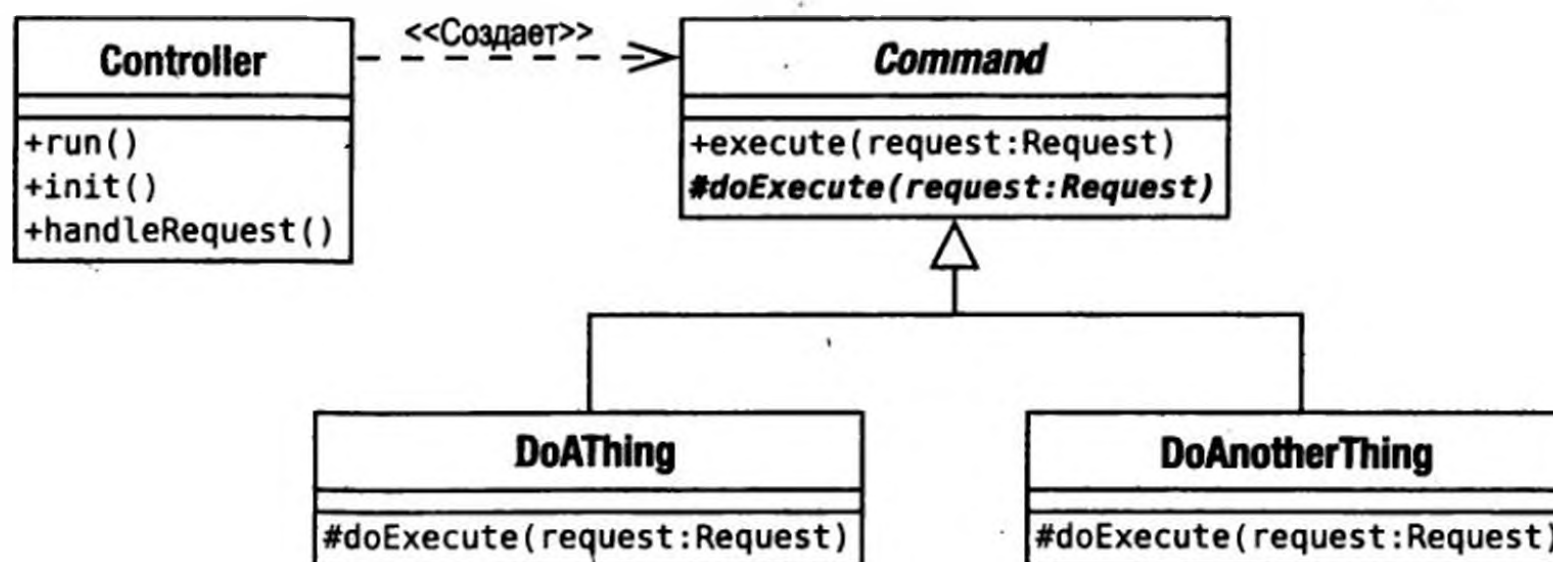 Controller
+run()
+init()
+handleRequest()
<<Создает>>
Command
+execute(request:Request)
#doExecute(request:Request)
DoAThing
#doExecute(request:Request)
DoAnotherThing
#doExecute(request:Request)